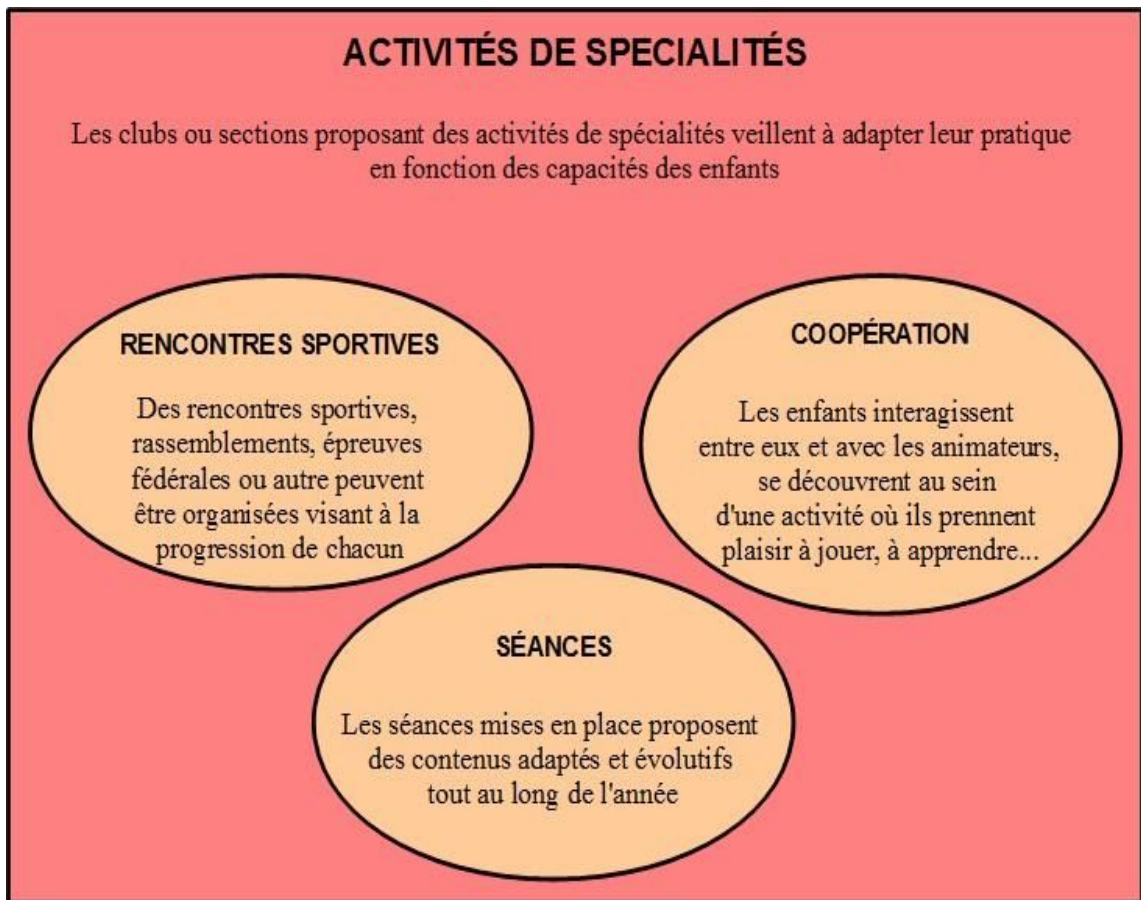 ACTIVITÉS DE SPECIALITÉS
Les clubs ou sections proposant des activités de spécialités veillent à adapter leur pratique
en fonction des capacités des enfants
RENCONTRES SPORTIVES
Des rencontres sportives,
rassemblements, épreuves
fédérales ou autre peuvent
être organisées visant à la
progression de chacun
COOPÉRATION
Les enfants interagissent
entre eux et avec les animateurs,
se découvrent au sein
d'une activité où ils prennent
plaisir à jouer, à apprendre...
SÉANCES
Les séances mises en place proposent
des contenus adaptés et évolutifs
tout au long de l'année